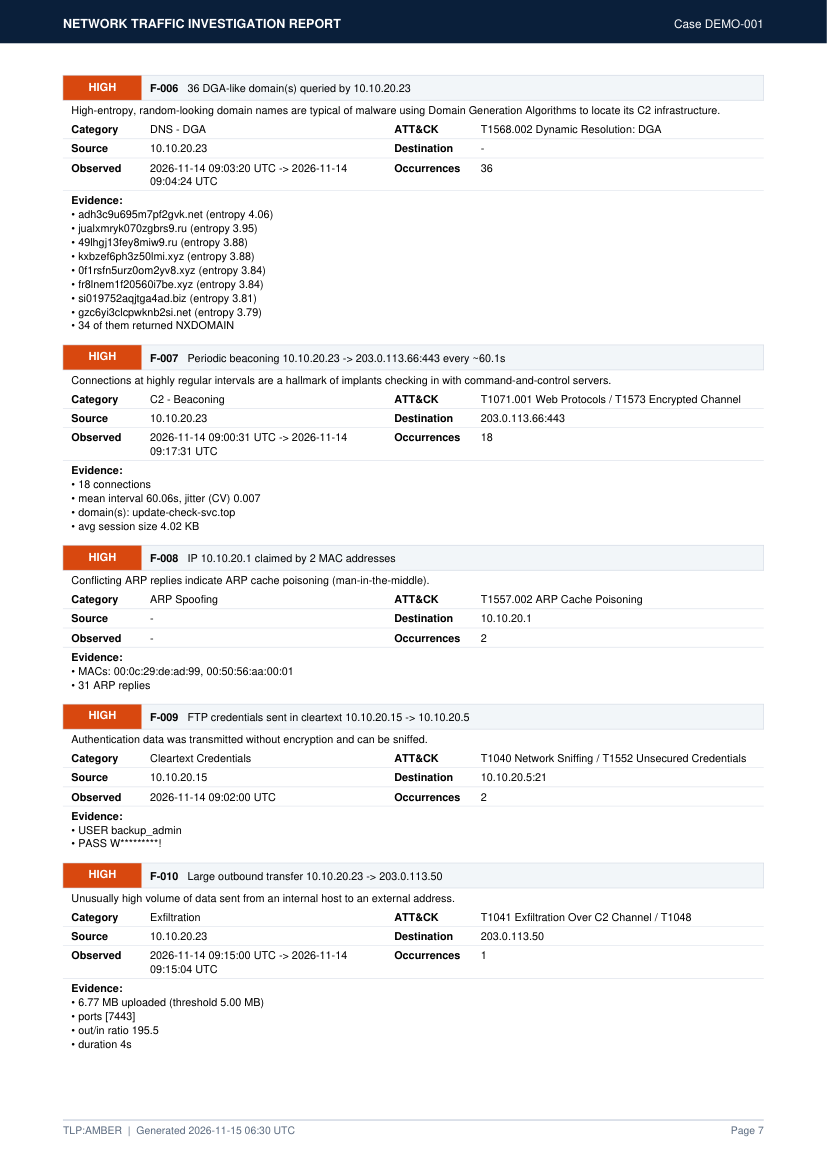 NETWORK TRAFFIC INVESTIGATION REPORT
Case DEMO-001
HIGH
F-006 36 DGA-like domain(s) queried by 10.10.20.23
High-entropy, random-looking domain names are typical of malware using Domain Generation Algorithms to locate its C2 infrastructure.
Category DNS - DGA ATT&CK T1568.002 Dynamic Resolution: DGA
Source 10.10.20.23 Destination -
Observed 2026-11-14 09:03:20 UTC -> 2026-11-14 Occurrences 36
09:04:24 UTC
Evidence:
• adh3c9u695m7pf2gvk.net (entropy 4.06)
• jualxmryk070zgbrs9.ru (entropy 3.95)
• 49lhgj13fey8miw9.ru (entropy 3.88)
• kxbzef6ph3z50lmi.xyz (entropy 3.88)
• 0f1rsfn5urz0om2yv8.xyz (entropy 3.84)
• fr8lnem1f20560i7be.xyz (entropy 3.84)
• si019752aqjtga4ad.biz (entropy 3.81)
• gzc6yi3clcpwknb2si.net (entropy 3.79)
• 34 of them returned NXDOMAIN
HIGH
F-007 Periodic beaconing 10.10.20.23 -> 203.0.113.66:443 every ~60.1s
Connections at highly regular intervals are a hallmark of implants checking in with command-and-control servers.
Category C2 - Beaconing ATT&CK T1071.001 Web Protocols / T1573 Encrypted Channel
Source 10.10.20.23 Destination 203.0.113.66:443
Observed 2026-11-14 09:00:31 UTC -> 2026-11-14 Occurrences 18
09:17:31 UTC
Evidence:
• 18 connections
• mean interval 60.06s, jitter (CV) 0.007
• domain(s): update-check-svc.top
• avg session size 4.02 KB
HIGH
F-008 IP 10.10.20.1 claimed by 2 MAC addresses
Conflicting ARP replies indicate ARP cache poisoning (man-in-the-middle).
Category ARP Spoofing ATT&CK T1557.002 ARP Cache Poisoning
Source - Destination 10.10.20.1
Observed - Occurrences 2
Evidence:
• MACs: 00:0c:29:de:ad:99, 00:50:56:aa:00:01
• 31 ARP replies
HIGH
F-009 FTP credentials sent in cleartext 10.10.20.15 -> 10.10.20.5
Authentication data was transmitted without encryption and can be sniffed.
Category Cleartext Credentials ATT&CK T1040 Network Sniffing / T1552 Unsecured Credentials
Source 10.10.20.15 Destination 10.10.20.5:21
Observed 2026-11-14 09:02:00 UTC Occurrences 2
Evidence:
• USER backup_admin
• PASS W*********!
HIGH
F-010 Large outbound transfer 10.10.20.23 -> 203.0.113.50
Unusually high volume of data sent from an internal host to an external address.
Category Exfiltration ATT&CK T1041 Exfiltration Over C2 Channel / T1048
Source 10.10.20.23 Destination 203.0.113.50
Observed 2026-11-14 09:15:00 UTC -> 2026-11-14 Occurrences 1
09:15:04 UTC
Evidence:
• 6.77 MB uploaded (threshold 5.00 MB)
• ports [7443]
• out/in ratio 195.5
• duration 4s
TLP:AMBER | Generated 2026-11-15 06:30 UTC
Page 7